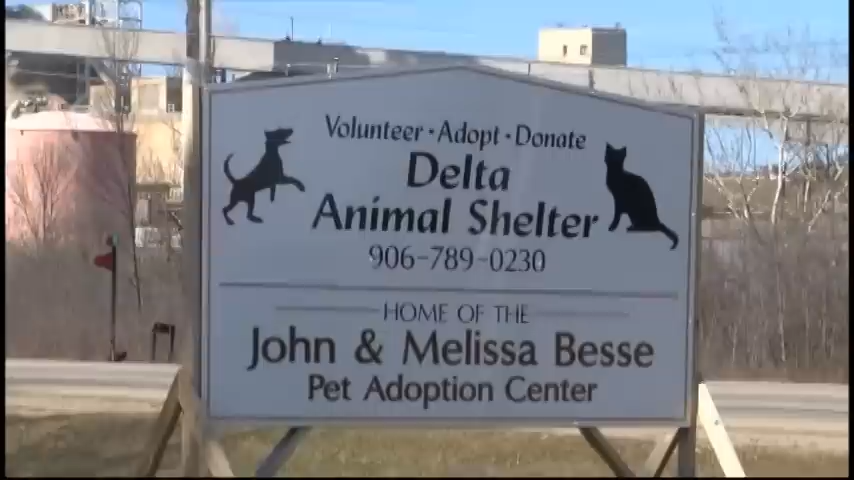 Volunteer · Adopt · Donate
Delta
Animal Shelter
906-789-0230
HOME OF THE
John & Melissa Besse
Pet Adoption Center